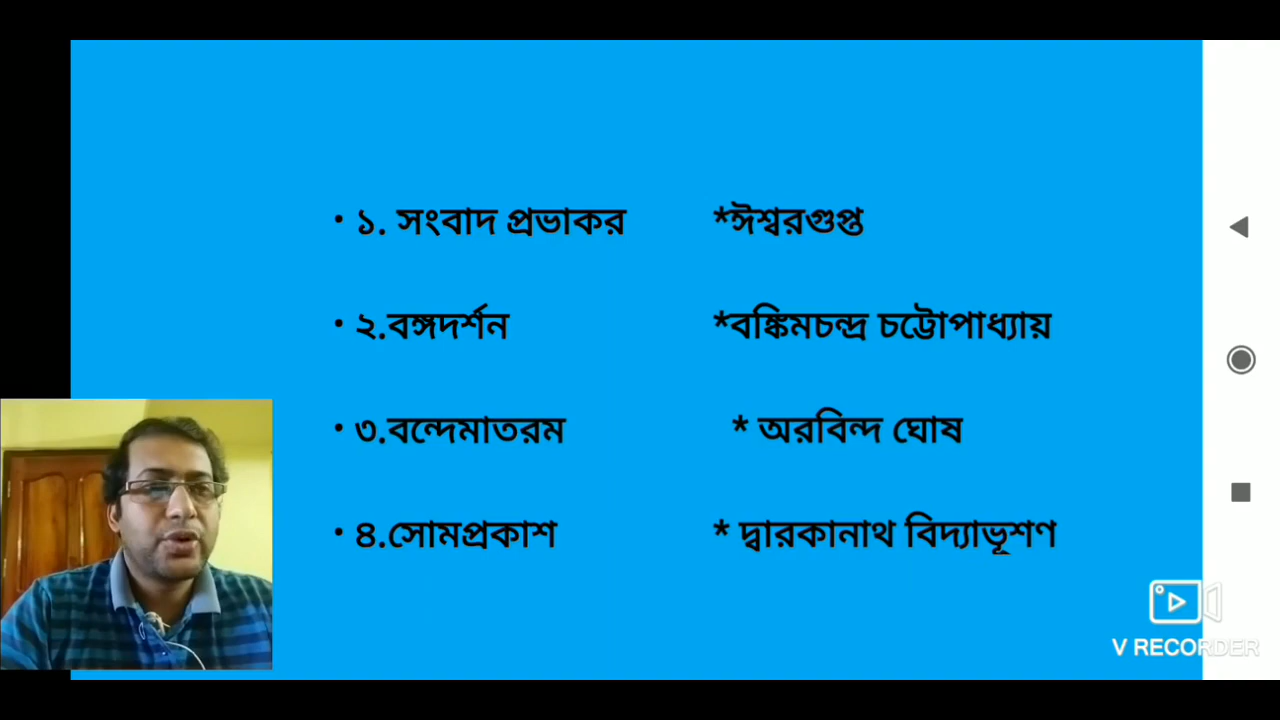 • ১. সংবাদ প্রভাকর *ঈশ্বরগুপ্ত
• ২.বঙ্গদর্শন *বঙ্কিমচন্দ্র চট্টোপাধ্যায়
• ৩.বন্দেমাতরম * অরবিন্দ ঘোষ
• ৪.সোমপ্রকাশ * দ্বারকানাথ বিদ্যাভূশণ
V RECORDER